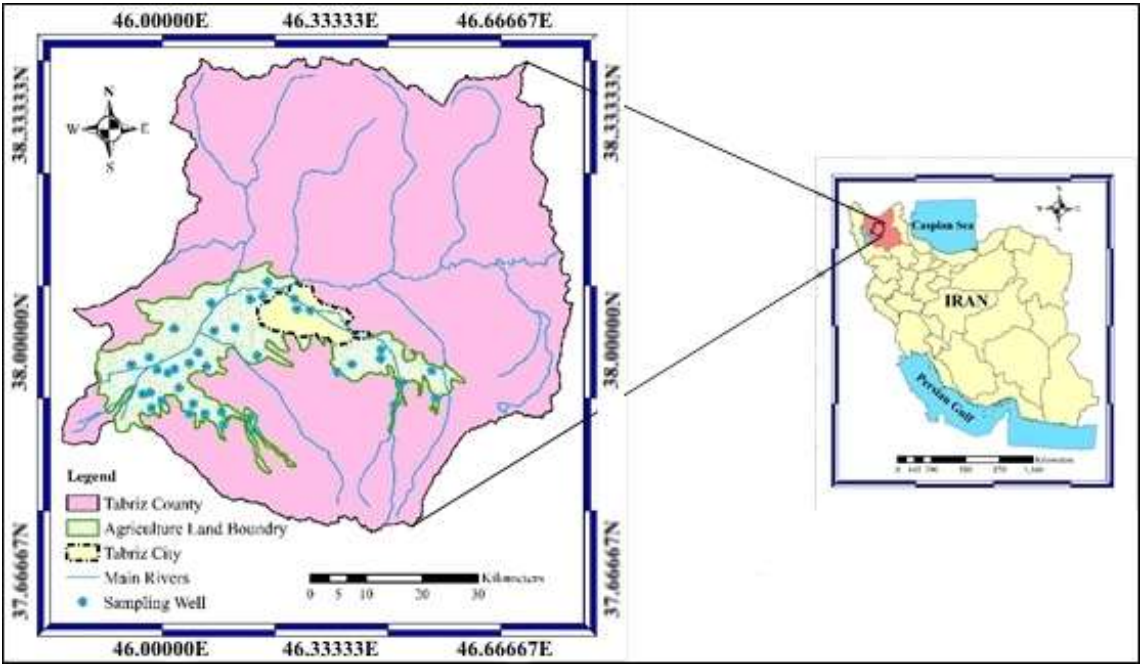 46.00000E 46.33333E 46.66667E
38.33333N
38.00000N
37.66667N
N
W E
S
Legend
Tabriz County
Agriculture Land Boundry
Tabriz City
Main Rivers
Sampling Well
Kilometers
0 5 10 20 30
46.00000E 46.33333E 46.66667E
38.33333N
38.00000N
37.66667N
Caspian Sea
IRAN
Persian Gulf
Kilometers